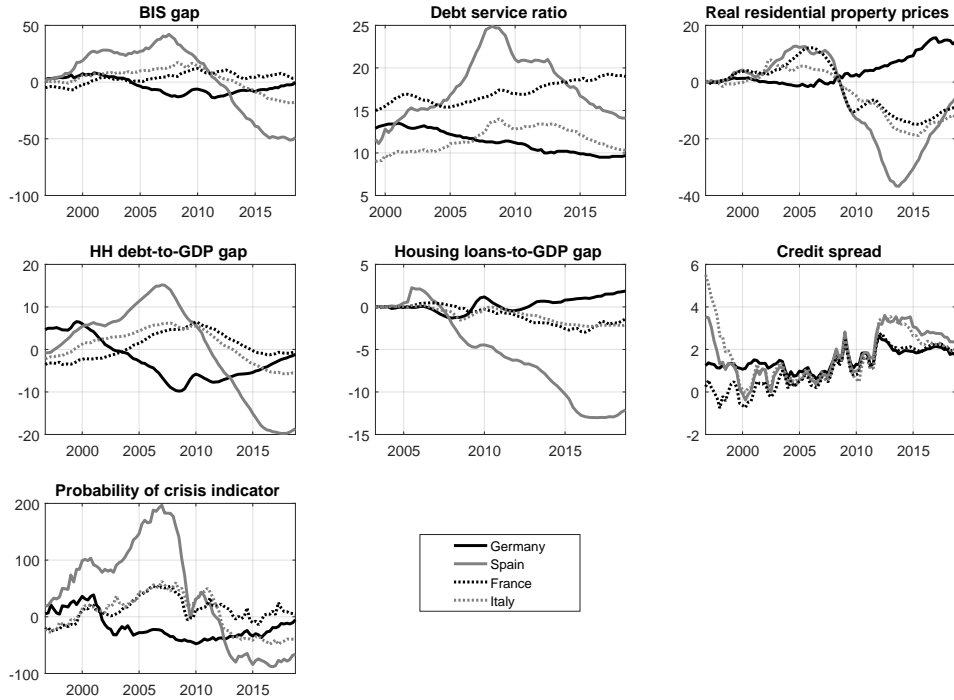 BIS gap
50
0
-50
-100
2000 2005 2010 2015
Debt service ratio
25
20
15
10
5
2000 2005 2010 2015
Real residential property prices
20
0
-20
-40
2000 2005 2010 2015
HH debt-to-GDP gap
20
10
0
-10
-20
2000 2005 2010 2015
Housing loans-to-GDP gap
5
0
-5
-10
-15
2005 2010 2015
Credit spread
6
4
2
0
-2
2000 2005 2010 2015
Probability of crisis indicator
200
100
0
-100
2000 2005 2010 2015
Germany
Spain
France
Italy